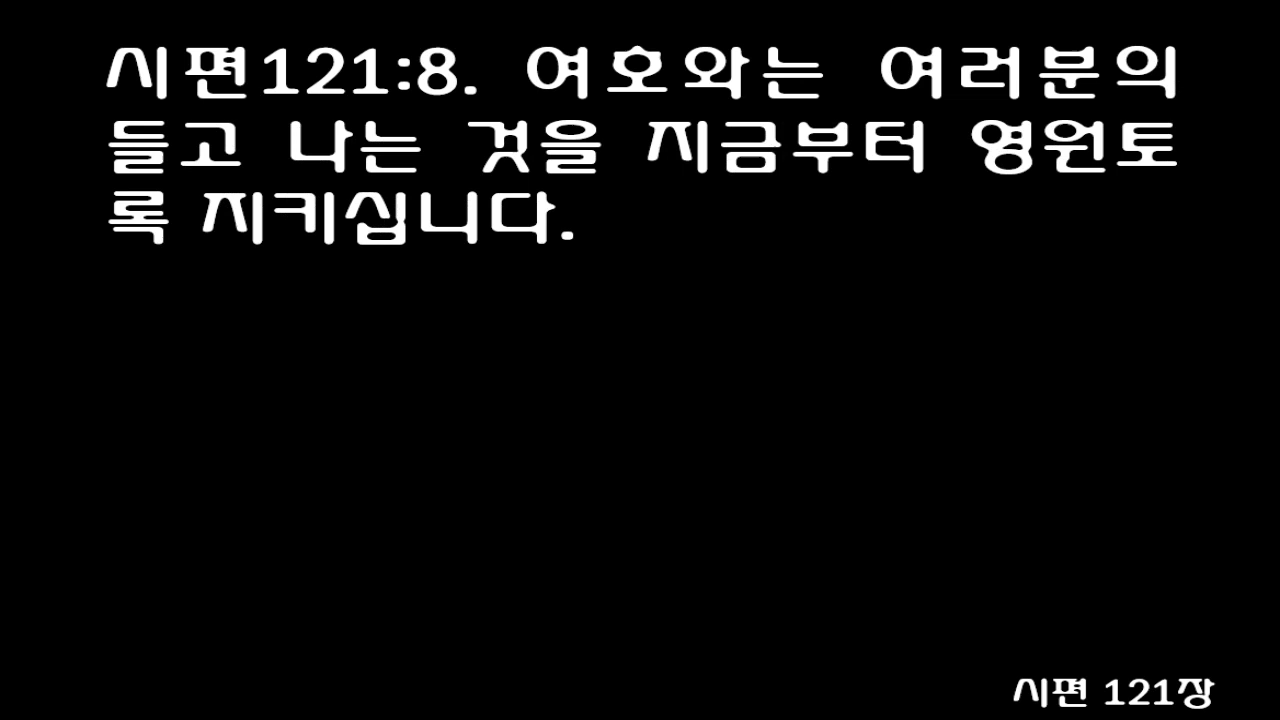 시편121:8. 여호와는 여러분의
들고 나는 것을 지금부터 영원토
록 지키십니다.
시편 121장